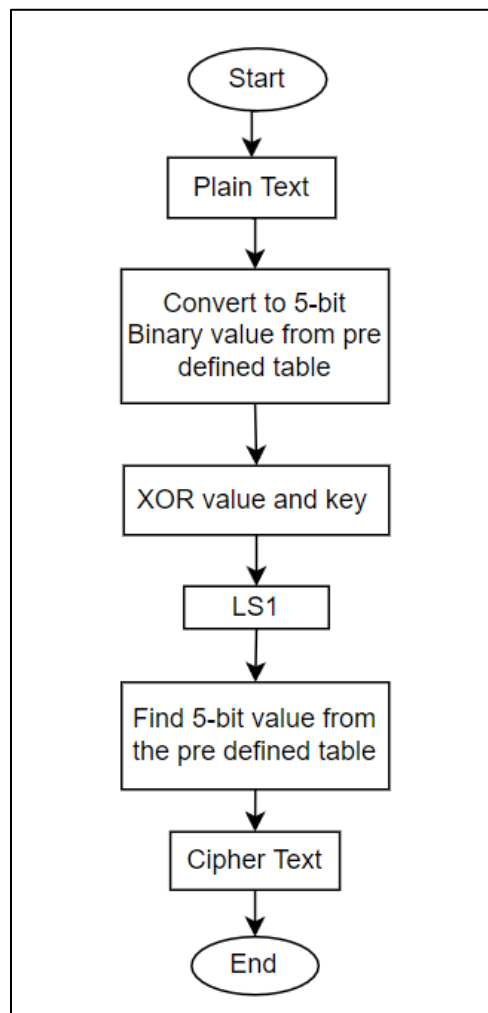 Start
Plain Text
Convert to 5-bit
Binary value from pre
defined table
XOR value and key
LS1
Find 5-bit value from
the pre defined table
Cipher Text
End